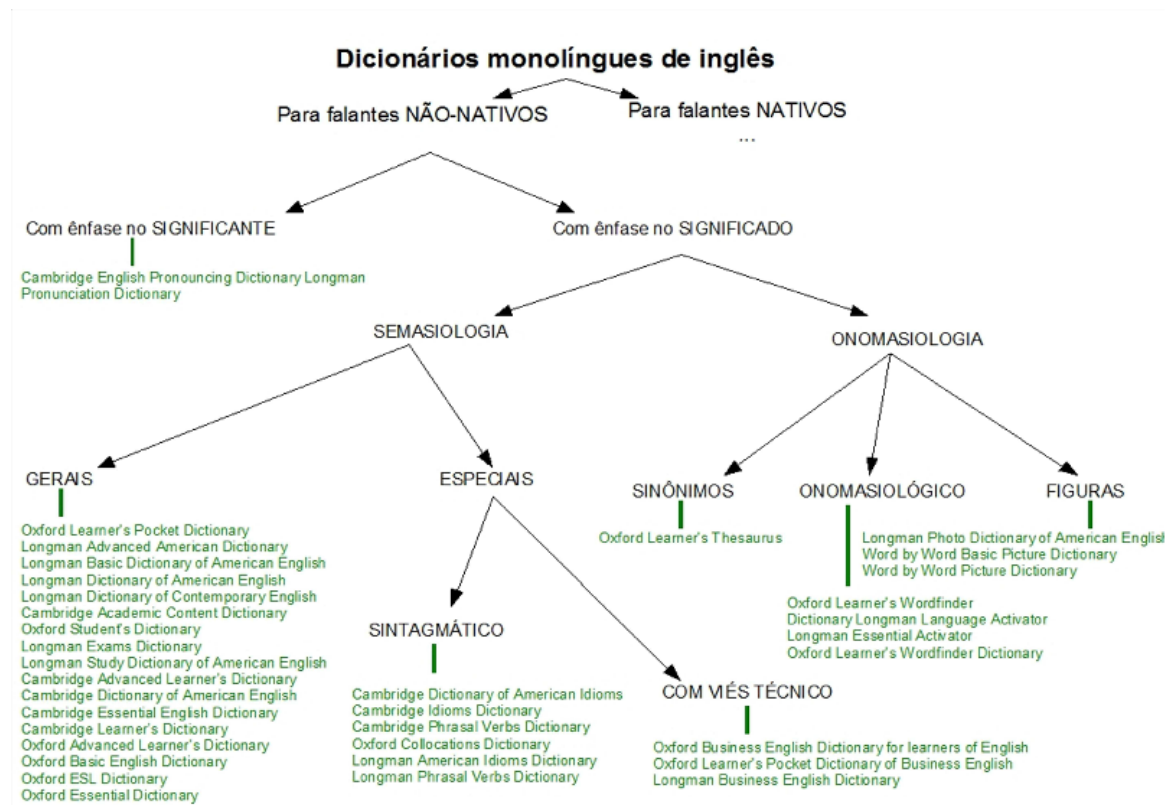 Dicionários monolíngues de inglês
Para falantes NÃO-NATIVOS
Para falantes NATIVOS
...
Com ênfase no SIGNIFICANTE
Cambridge English Pronouncing Dictionary Longman
Pronunciation Dictionary
Com ênfase no SIGNIFICADO
SEMASIOLOGIA
ONOMASIOLOGIA
GERAIS
Oxford Learner's Pocket Dictionary
Longman Advanced American Dictionary
Longman Basic Dictionary of American English
Longman Dictionary of American English
Longman Dictionary of Contemporary English
Cambridge Academic Content Dictionary
Oxford Student's Dictionary
Longman Exams Dictionary
Longman Study Dictionary of American English
Cambridge Advanced Learner's Dictionary
Cambridge Dictionary of American English
Cambridge Essential English Dictionary
Cambridge Learner's Dictionary
Oxford Advanced Learner's Dictionary
Oxford Basic English Dictionary
Oxford ESL Dictionary
Oxford Essential Dictionary
ESPECIAIS
SINTAGMÁTICO
Cambridge Dictionary of American Idioms
Cambridge Idioms Dictionary
Cambridge Phrasal Verbs Dictionary
Oxford Collocations Dictionary
Longman American Idioms Dictionary
Longman Phrasal Verbs Dictionary
COM VIÉS TÉCNICO
Oxford Business English Dictionary for learners of English
Oxford Learner's Pocket Dictionary of Business English
Longman Business English Dictionary
SINÔNIMOS
Oxford Learner's Thesaurus
ONOMASIOLÓGICO
Oxford Learner's Wordfinder
Dictionary Longman Language Activator
Longman Essential Activator
Oxford Learner's Wordfinder Dictionary
FIGURAS
Longman Photo Dictionary of American English
Word by Word Basic Picture Dictionary
Word by Word Picture Dictionary